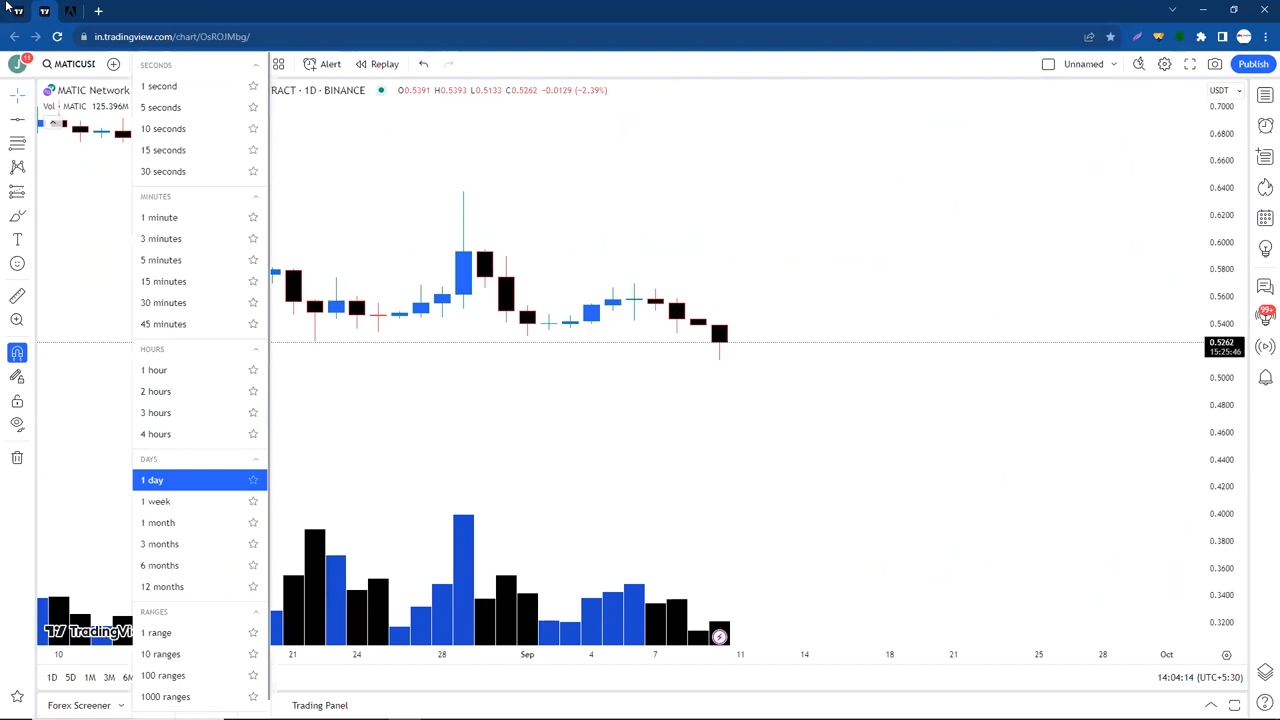 in.tradingview.com/chart/OsROJMbg/
J
11
MATICUSI
Alert
Replay
Unnamed
Publish
MATIC Network
RACT · 1D · BINANCE
O0.5391 H0.5393 L0.5133 C0.5262 −0.0129 (−2.39%)
USDT
Vol · MATIC 125.396M
SECONDS
1 second
5 seconds
10 seconds
15 seconds
30 seconds
MINUTES
1 minute
3 minutes
5 minutes
15 minutes
30 minutes
45 minutes
HOURS
1 hour
2 hours
3 hours
4 hours
DAYS
1 day
1 week
1 month
3 months
6 months
12 months
RANGES
1 range
10 ranges
100 ranges
1000 ranges
0.7000
0.6800
0.6600
0.6400
0.6200
0.6000
0.5800
0.5600
0.5400
0.5262
15:25:46
0.5000
0.4800
0.4600
0.4400
0.4200
0.4000
0.3800
0.3600
0.3400
0.3200
99+
TradingVie
10 21 24 28 Sep 4 7 11 14 18 21 25 28 Oct
1D 5D 1M 3M 6M
14:04:14 (UTC+5:30)
Forex Screener
Trading Panel